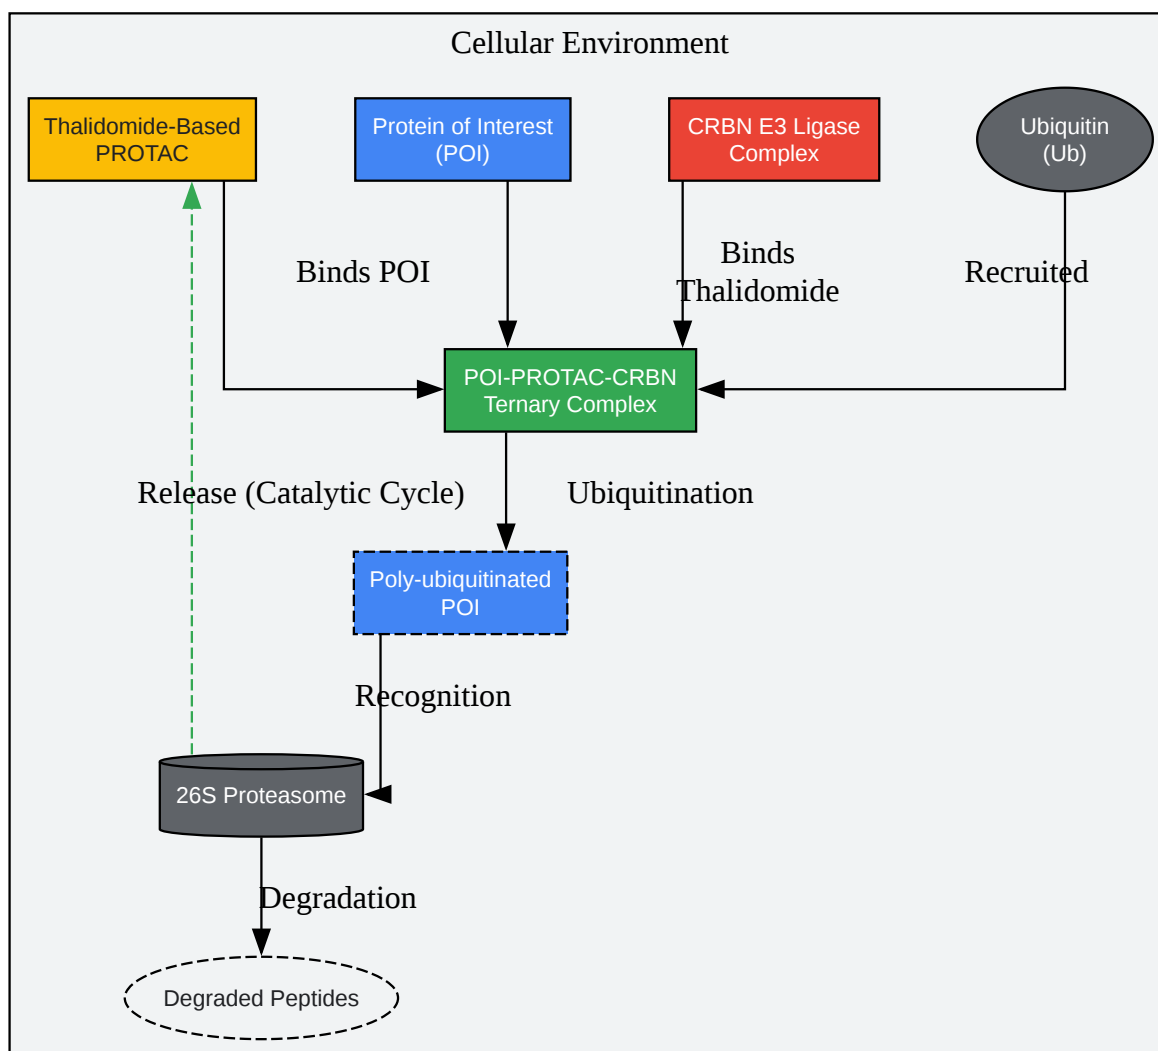 Cellular Environment
Thalidomide-Based
PROTAC
Protein of Interest
(POI)
CRBN E3 Ligase
Complex
Ubiquitin
(Ub)
Binds POI
Binds
Thalidomide
Recruited
POI-PROTAC-CRBN
Ternary Complex
Release (Catalytic Cycle)
Ubiquitination
Poly-ubiquitinated
POI
Recognition
26S Proteasome
Degradation
Degraded Peptides